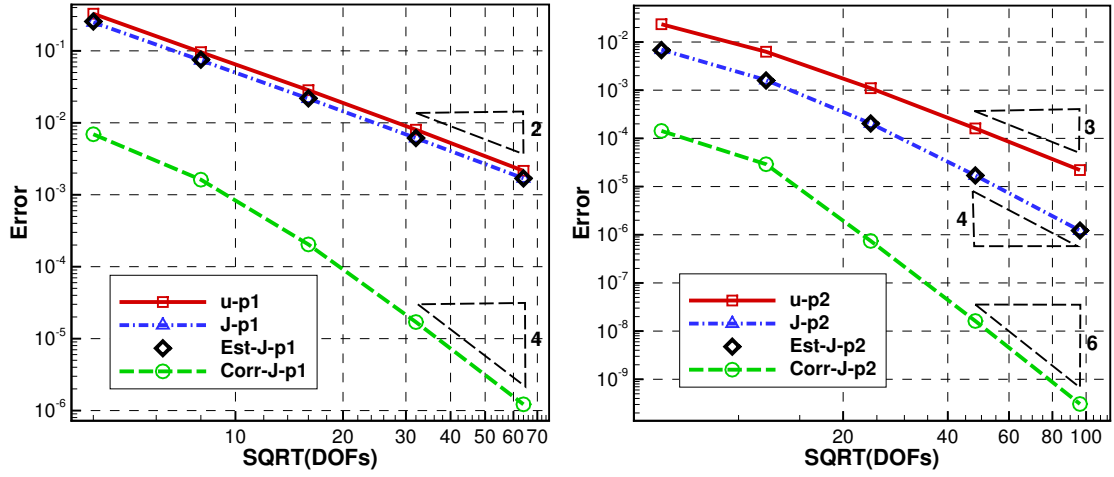 10^-1
10^-2
10^-3
10^-4
10^-5
10^-6
Error
2
4
u-p1
J-p1
Est-J-p1
Corr-J-p1
10 20 30 40 50 60 70
SQRT(DOFs)
10^-2
10^-3
10^-4
10^-5
10^-6
10^-7
10^-8
10^-9
Error
3
4
6
u-p2
J-p2
Est-J-p2
Corr-J-p2
20 40 60 80 100
SQRT(DOFs)